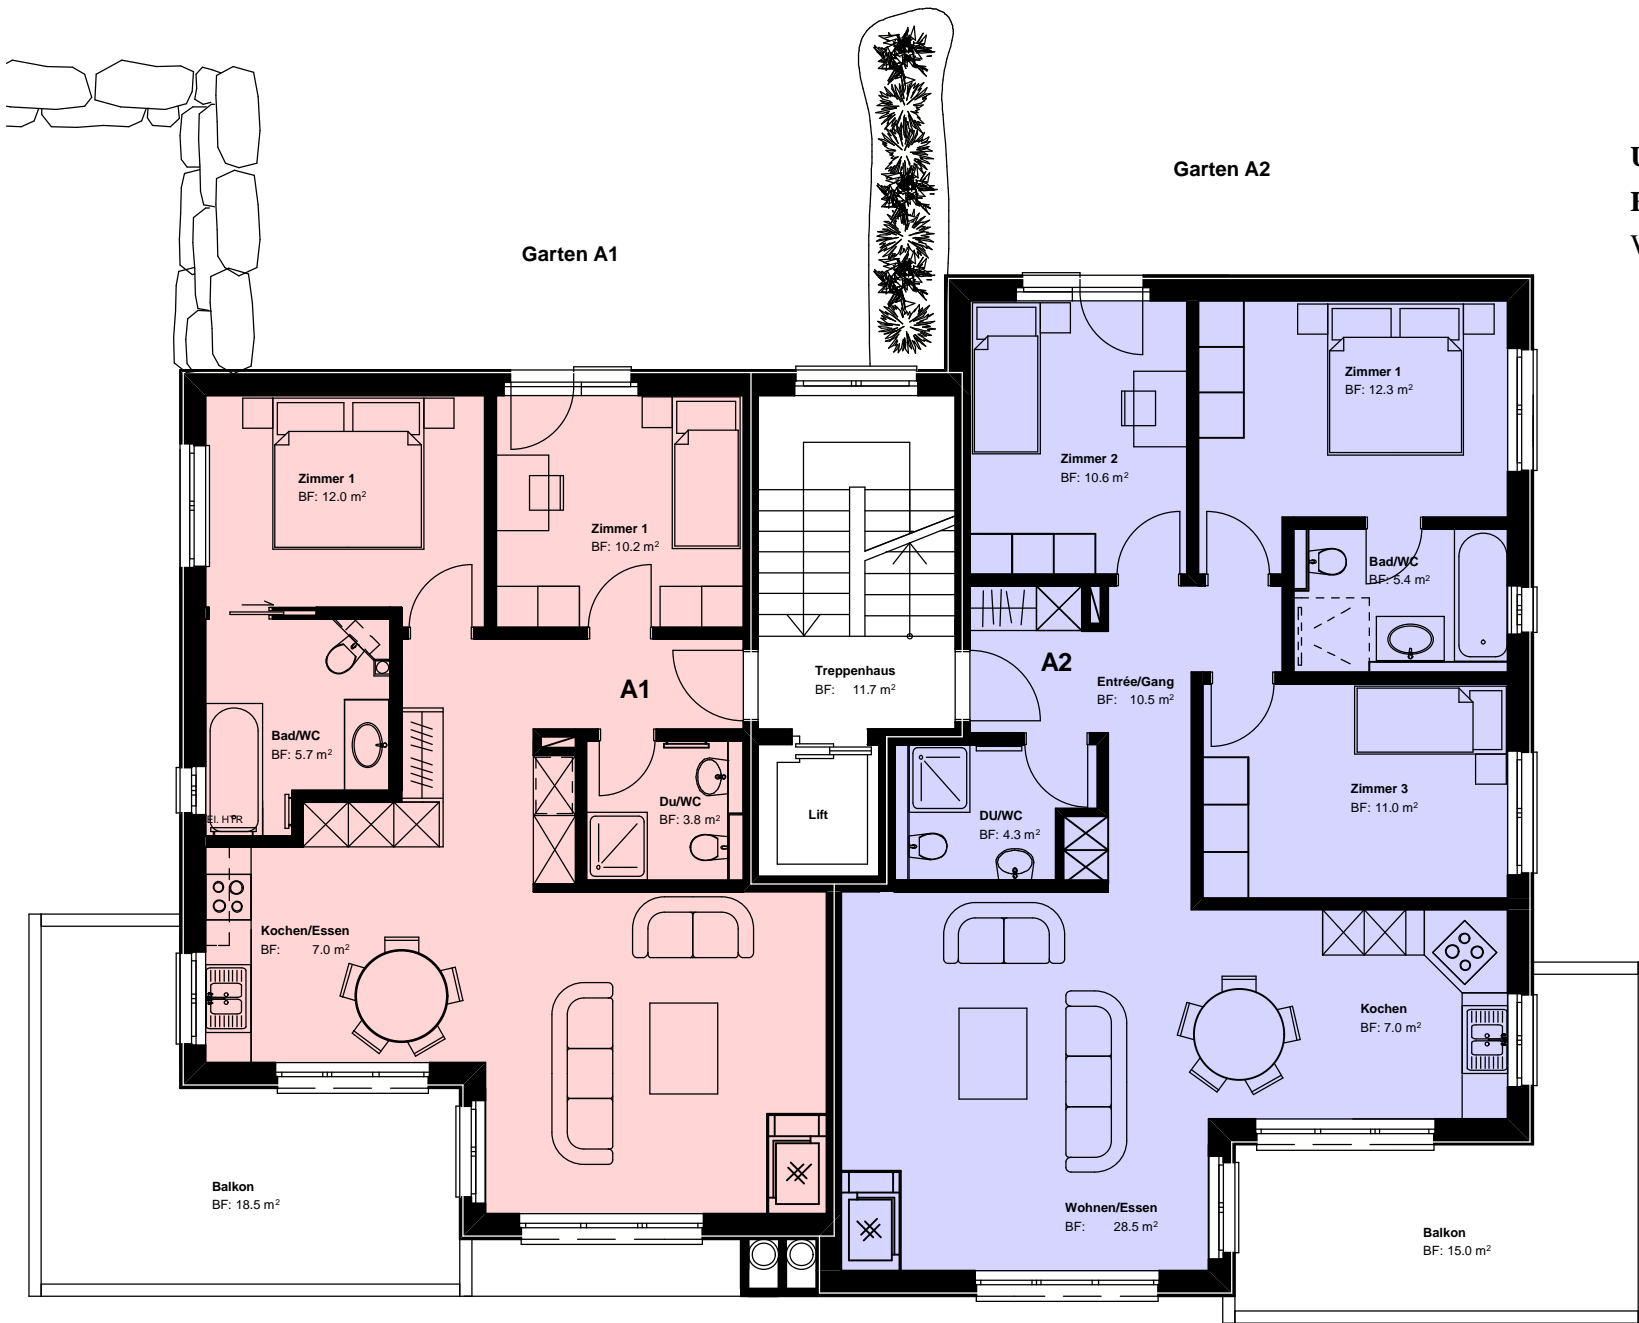 Garten A2
Garten A1
Zimmer 1
BF: 12.3 m²
Zimmer 2
BF: 10.6 m²
Zimmer 1
BF: 12.0 m²
Zimmer 1
BF: 10.2 m²
Bad/WC
BF: 5.4 m²
A2
A1
Treppenhaus
BF: 11.7 m²
Entrée/Gang
BF: 10.5 m²
Bad/WC
BF: 5.7 m²
Zimmer 3
BF: 11.0 m²
Du/WC
BF: 3.8 m²
Lift
DU/WC
BF: 4.3 m²
El. HTR
Kochen/Essen
BF: 7.0 m²
Kochen
BF: 7.0 m²
Balkon
BF: 18.5 m²
Wohnen/Essen
BF: 28.5 m²
Balkon
BF: 15.0 m²